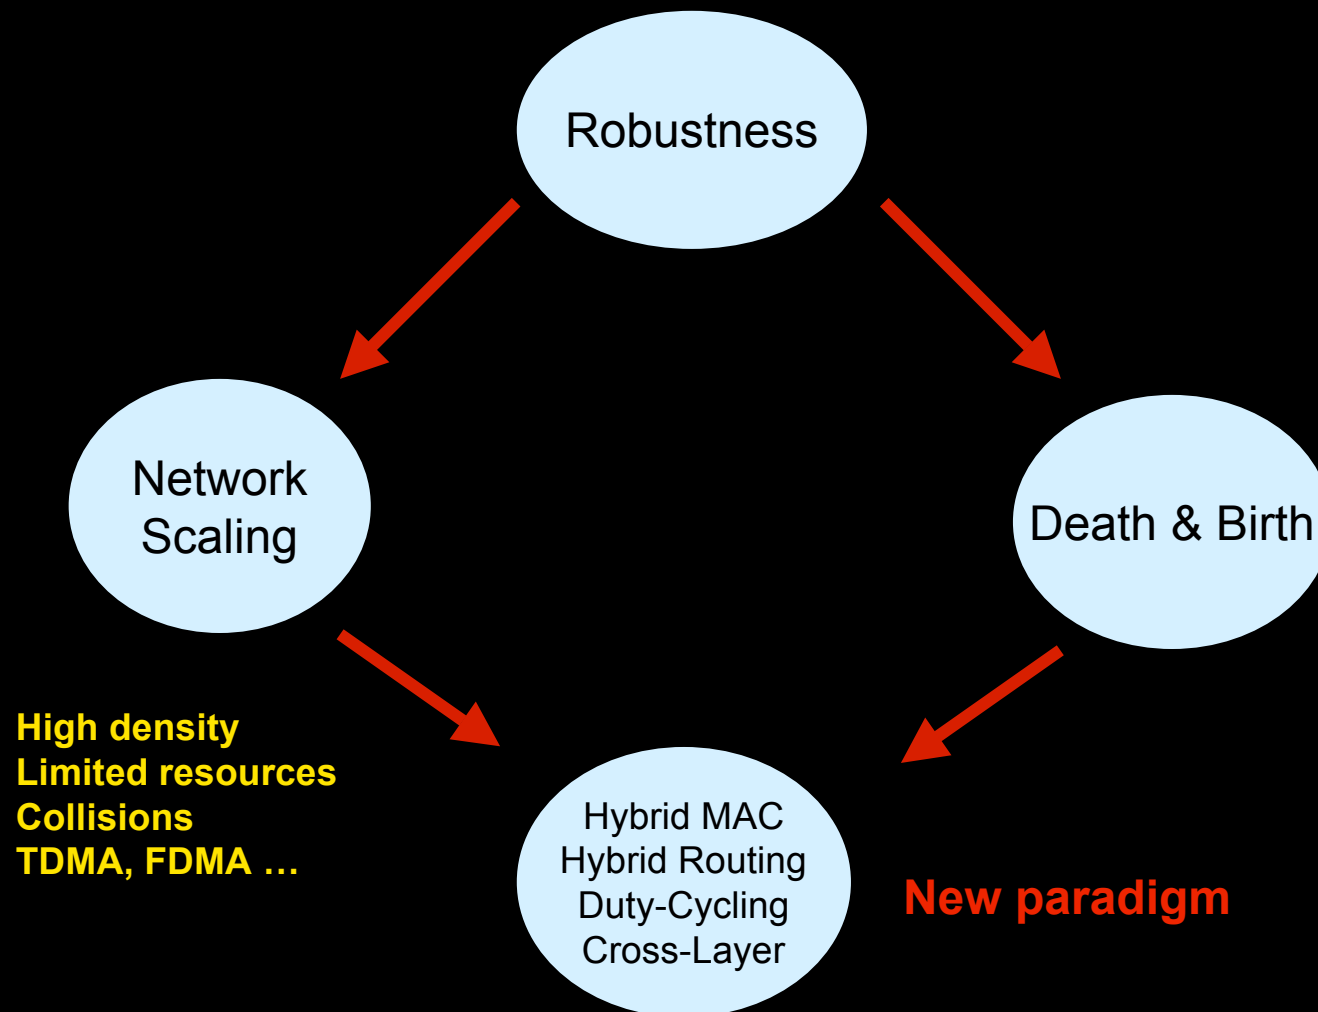 Robustness
Network
Scaling
Death & Birth
High density
Limited resources
Collisions
TDMA, FDMA …
Hybrid MAC
Hybrid Routing
Duty-Cycling
Cross-Layer
New paradigm